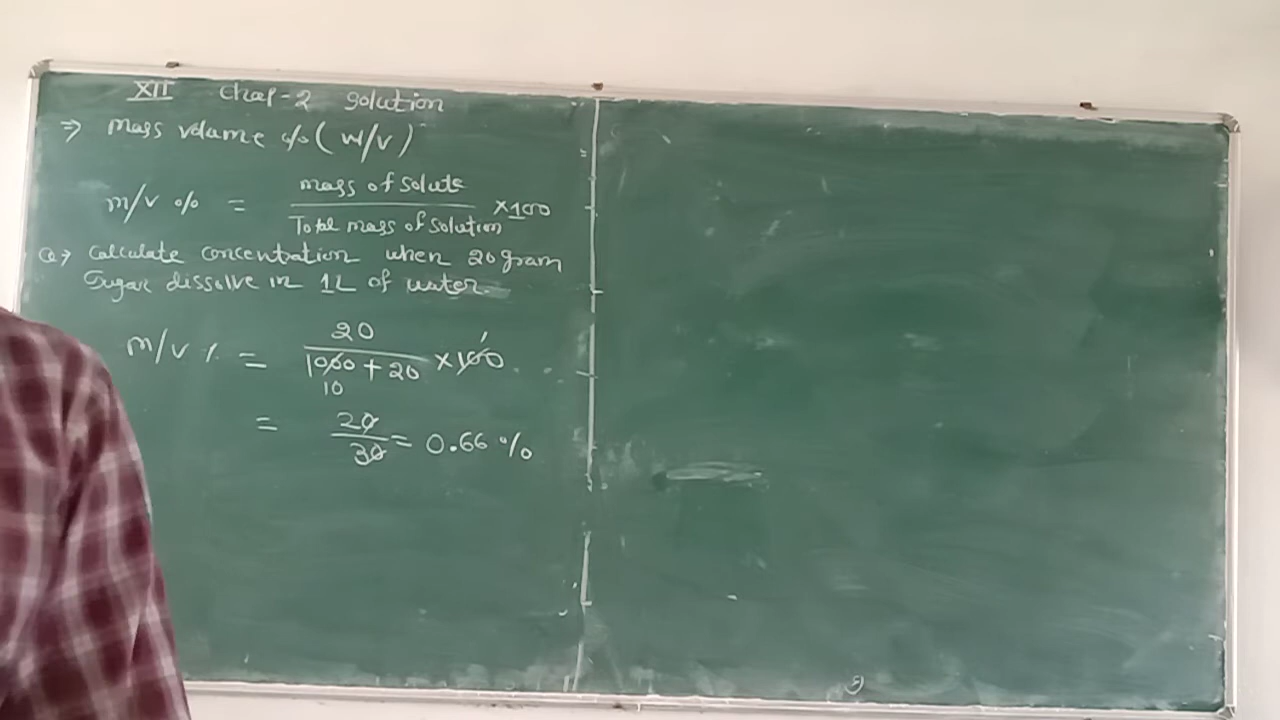 XII Chap-2 Solution
⇒ Mass volume % (w/v)
m/v % = mass of solute / Total mass of solution ×100
Q⇒ Calculate concentration when 20 gram
Sugar dissolve in 1L of water.
m/v % = 20 / 1000 + 20 × 100 1
10
= 20 / 30 = 0.66 %